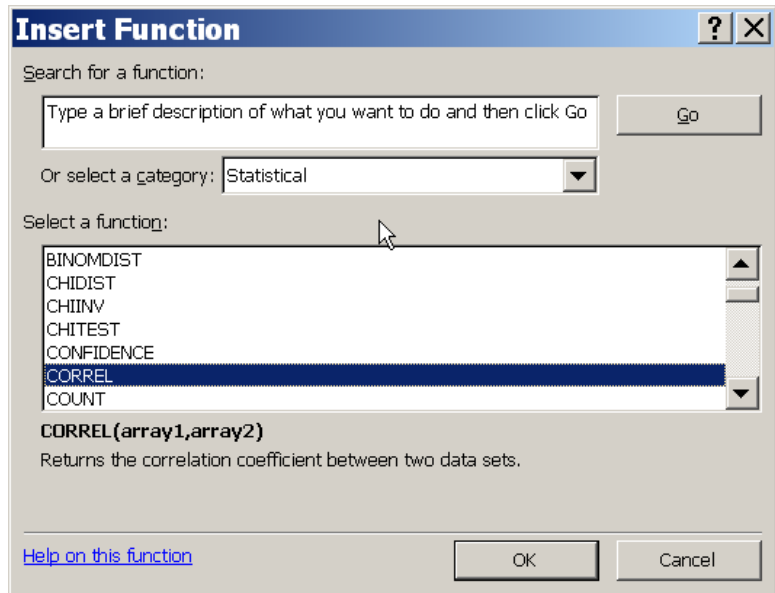 Insert Function
Search for a function:
Type a brief description of what you want to do and then click Go
Go
Or select a category: Statistical
Select a function:
BINOMDIST
CHIDIST
CHIINV
CHITEST
CONFIDENCE
CORREL
COUNT
CORREL(array1,array2)
Returns the correlation coefficient between two data sets.
Help on this function
OK
Cancel